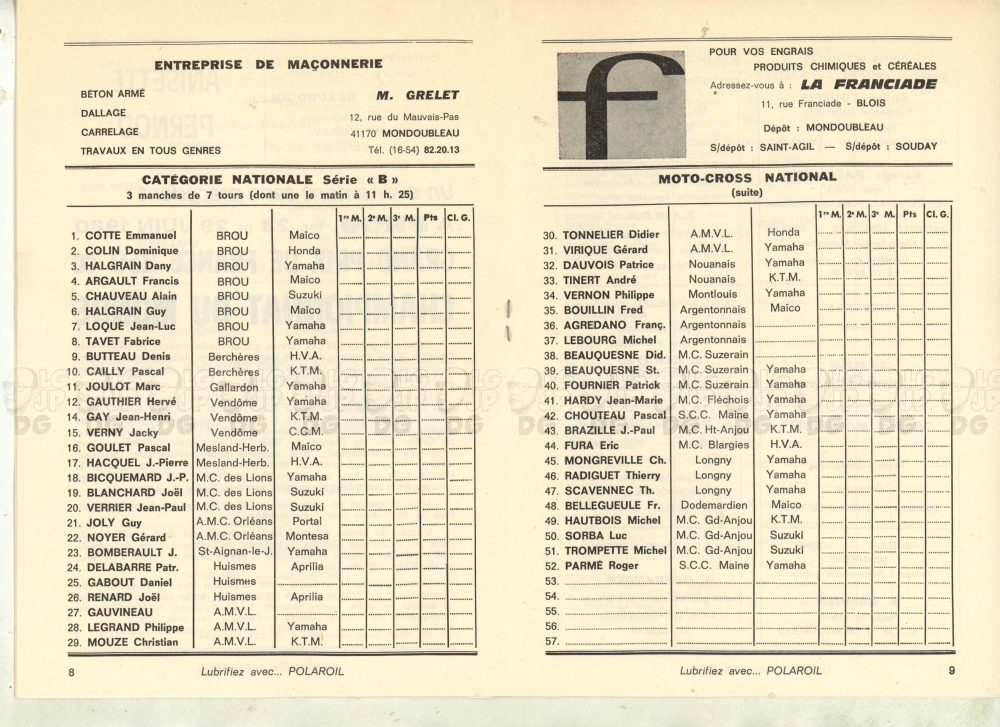 ENTREPRISE DE MAÇONNERIE
BÉTON ARMÉ
DALLAGE
CARRELAGE
TRAVAUX EN TOUS GENRES
M. GRELET
12, rue du Mauvais-Pas
41170 MONDOUBLEAU
Tél. (16-54) 82.20.13
CATÉGORIE NATIONALE Série « B »
3 manches de 7 tours (dont une le matin à 11 h. 25)
1re M. 2e M. 3e M. Pts Cl. G.
1. COTTE Emmanuel BROU Maïco
2. COLIN Dominique BROU Honda
3. HALGRAIN Dany BROU Yamaha
4. ARGAULT Francis BROU Maïco
5. CHAUVEAU Alain BROU Suzuki
6. HALGRAIN Guy BROU Maïco
7. LOQUÉ Jean-Luc BROU Yamaha
8. TAVET Fabrice BROU Yamaha
9. BUTTEAU Denis Berchères H.V.A.
10. CAILLY Pascal Berchères K.T.M.
11. JOULOT Marc Gallardon Yamaha
12. GAUTHIER Hervé Vendôme Yamaha
14. GAY Jean-Henri Vendôme K.T.M.
15. VERNY Jacky Vendôme C.C.M.
16. GOULET Pascal Mesland-Herb. Maïco
17. HACQUEL J.-Pierre Mesland-Herb. H.V.A.
18. BICQUEMARD J.-P. M.C. des Lions Yamaha
19. BLANCHARD Joël M.C. des Lions Suzuki
20. VERRIER Jean-Paul M.C. des Lions Suzuki
21. JOLY Guy A.M.C. Orléans Portal
22. NOYER Gérard A.M.C. Orléans Montesa
23. BOMBERAULT J. St-Aignan-le-J. Yamaha
24. DELABARRE Patr. Huismes Aprilia
25. GABOUT Daniel Huismes
26. RENARD Joël Huismes Aprilia
27. GAUVINEAU A.M.V.L.
28. LEGRAND Philippe A.M.V.L. Yamaha
29. MOUZE Christian A.M.V.L. K.T.M.
8
Lubrifiez avec... POLAROIL
f
POUR VOS ENGRAIS
PRODUITS CHIMIQUES et CÉRÉALES
Adressez-vous à : LA FRANCIADE
11, rue Franciade - BLOIS
Dépôt : MONDOUBLEAU
S/dépôt : SAINT-AGIL — S/dépôt : SOUDAY
MOTO-CROSS NATIONAL
(suite)
1re M. 2e M. 3e M. Pts Cl. G.
30. TONNELIER Didier A.M.V.L. Honda
31. VIRIQUE Gérard A.M.V.L. Yamaha
32. DAUVOIS Patrice Nouanais Yamaha
33. TINERT André Nouanais K.T.M.
34. VERNON Philippe Montlouis Yamaha
35. BOUILLIN Fred Argentonnais Maïco
36. AGREDANO Franç. Argentonnais
37. LEBOURG Michel Argentonnais
38. BEAUQUESNE Did. M.C. Suzerain
39. BEAUQUESNE St. M.C. Suzerain Yamaha
40. FOURNIER Patrick M.C. Suzerain Yamaha
41. HARDY Jean-Marie M.C. Fléchois Yamaha
42. CHOUTEAU Pascal S.C.C. Maine Yamaha
43. BRAZILLE J.-Paul M.C. Ht-Anjou K.T.M.
44. FURA Eric M.C. Blargies H.V.A.
45. MONGREVILLE Ch. Longny Yamaha
46. RADIGUET Thierry Longny Yamaha
47. SCAVENNEC Th. Longny Yamaha
48. BELLEGUEULE Fr. Dodemardien Maïco
49. HAUTBOIS Michel M.C. Gd-Anjou K.T.M.
50. SORBA Luc M.C. Gd-Anjou Suzuki
51. TROMPETTE Michel M.C. Gd-Anjou Suzuki
52. PARMÉ Roger S.C.C. Maine Yamaha
53.
54.
55.
56.
57.
Lubrifiez avec... POLAROIL
9